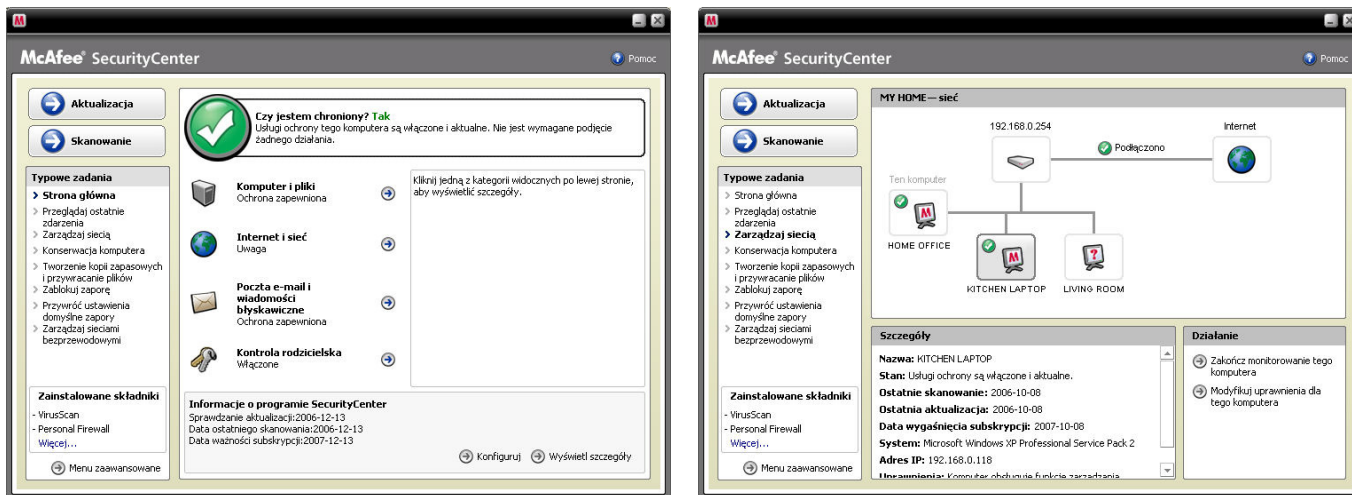 McAfee® SecurityCenter
Pomoc
Aktualizacja
Skanowanie
Typowe zadania
Strona główna
Przeglądaj ostatnie
zdarzenia
Zarządzaj siecią
Konserwacja komputera
Tworzenie kopii zapasowych
i przywracanie plików
Zablokuj zaporę
Przywróć ustawienia
domyślne zapory
Zarządzaj sieciami
bezprzewodowymi
Zainstalowane składniki
- VirusScan
- Personal Firewall
Więcej...
Menu zaawansowane
Czy jestem chroniony? Tak
Usługi ochrony tego komputera są włączone i aktualne. Nie jest wymagane podjęcie
żadnego działania.
Komputer i pliki
Ochrona zapewniona
Internet i sieć
Uwaga
Poczta e-mail i
wiadomości
błyskawiczne
Ochrona zapewniona
Kontrola rodzicielska
Włączone
Kliknij jedną z kategorii widocznych po lewej stronie,
aby wyświetlić szczegóły.
Informacje o programie SecurityCenter
Sprawdzanie aktualizacji:2006-12-13
Data ostatniego skanowania:2006-12-13
Data ważności subskrypcji:2007-12-13
Konfiguruj
Wyświetl szczegóły
McAfee® SecurityCenter
Pomoc
Aktualizacja
Skanowanie
Typowe zadania
Strona główna
Przeglądaj ostatnie
zdarzenia
Zarządzaj siecią
Konserwacja komputera
Tworzenie kopii zapasowych
i przywracanie plików
Zablokuj zaporę
Przywróć ustawienia
domyślne zapory
Zarządzaj sieciami
bezprzewodowymi
Zainstalowane składniki
- VirusScan
- Personal Firewall
Więcej...
Menu zaawansowane
MY HOME — sieć
192.168.0.254
Internet
Podłączono
Ten komputer
HOME OFFICE
KITCHEN LAPTOP
LIVING ROOM
Szczegóły
Nazwa: KITCHEN LAPTOP
Stan: Usługi ochrony są włączone i aktualne.
Ostatnie skanowanie: 2006-10-08
Ostatnia aktualizacja: 2006-10-08
Data wygaśnięcia subskrypcji: 2007-10-08
System: Microsoft Windows XP Professional Service Pack 2
Adres IP: 192.168.0.118
Uprawnienia: Komputer obsługuje funkcje zarządzania
Działanie
Zakończ monitorowanie tego
komputera
Modyfikuj uprawnienia dla
tego komputera